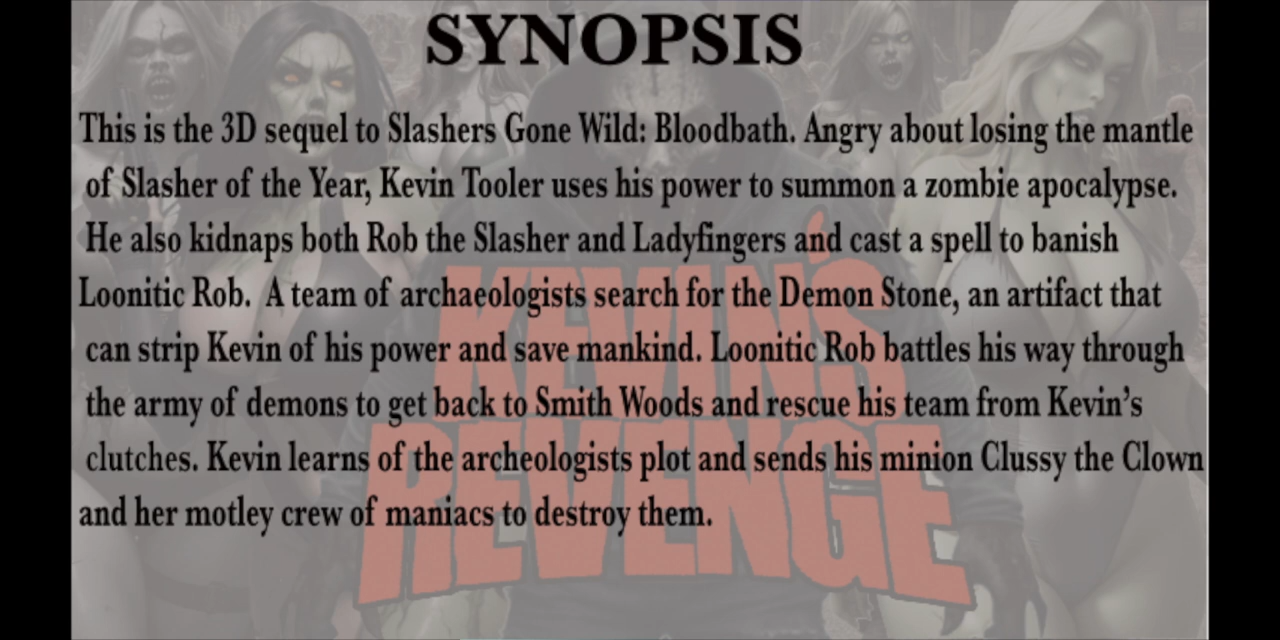 SYNOPSIS
This is the 3D sequel to Slashers Gone Wild: Bloodbath. Angry about losing the mantle
of Slasher of the Year, Kevin Tooler uses his power to summon a zombie apocalypse.
He also kidnaps both Rob the Slasher and Ladyfingers and cast a spell to banish
Loonitic Rob. A team of archaeologists search for the Demon Stone, an artifact that
can strip Kevin of his power and save mankind. Loonitic Rob battles his way through
the army of demons to get back to Smith Woods and rescue his team from Kevin's
clutches. Kevin learns of the archeologists plot and sends his minion Clussy the Clown
and her motley crew of maniacs to destroy them.
KEVIN'S
REVENGE